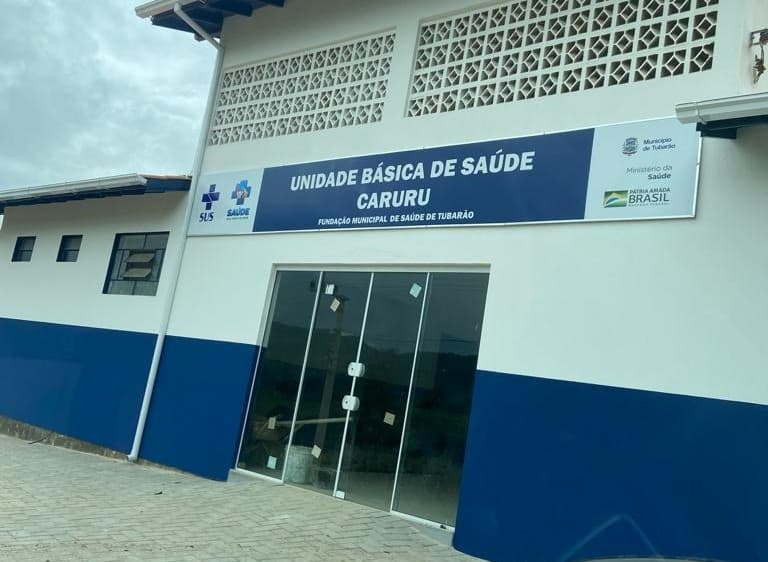 UNIDADE BÁSICA DE SAÚDE
CARURU
FUNDAÇÃO MUNICIPAL DE SAÚDE DE TUBARÃO
SUS
SAÚDE
Município
de Tubarão
Ministério da
Saúde
PÁTRIA AMADA
BRASIL